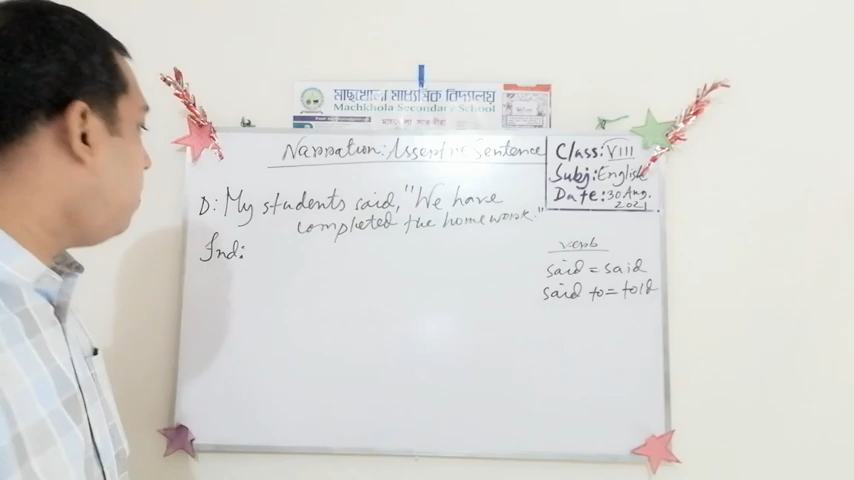 মাছখোলা মাধ্যমিক বিদ্যালয়
Machkhola Secondary School
Narration: Assertive Sentence
Class: VIII
Subj: English
Date: 30 Aug.
2021
D: My students said, "We have
completed the homework."
Ind:
verb
said = said
said to = told